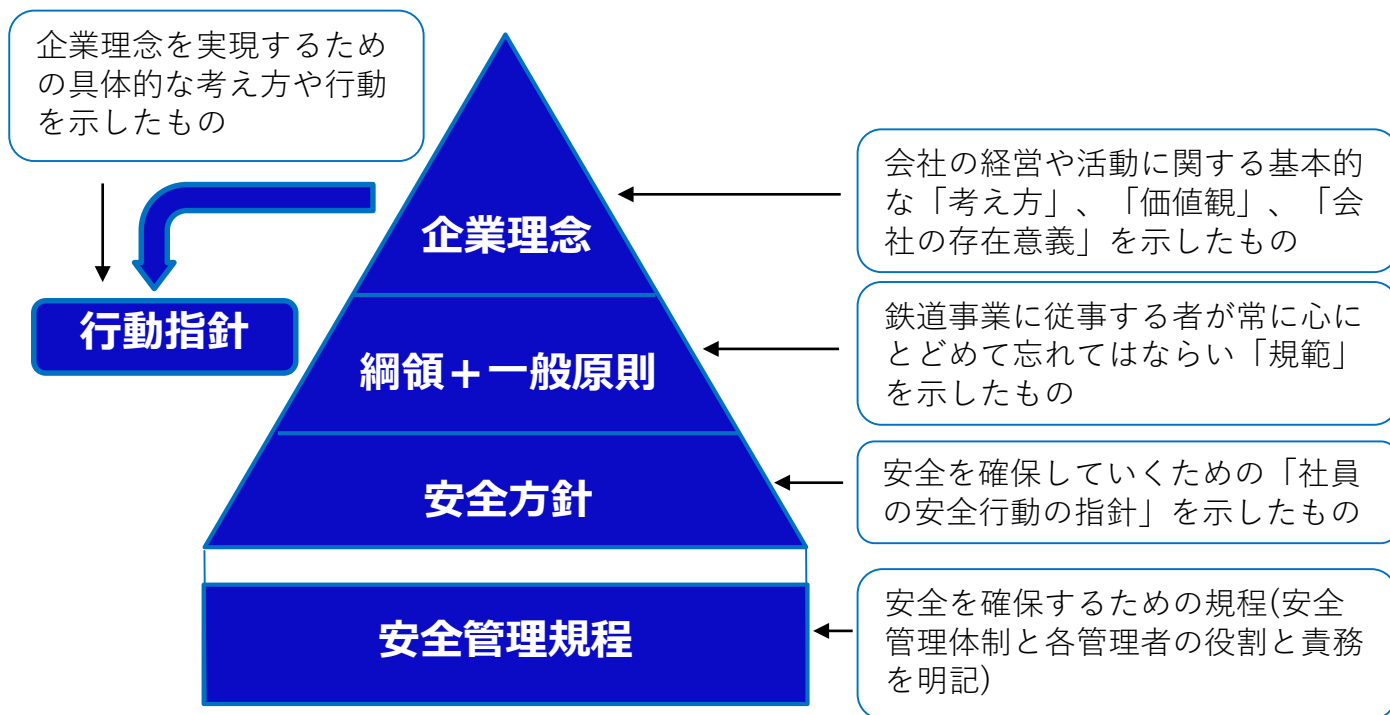 企業理念を実現するため
の具体的な考え方や行動
を示したもの
企業理念
会社の経営や活動に関する基本的
な「考え方」、「価値観」、「会
社の存在意義」を示したもの
行動指針
綱領＋一般原則
鉄道事業に従事する者が常に心に
とどめて忘れてはならい「規範」
を示したもの
安全方針
安全を確保していくための「社員
の安全行動の指針」を示したもの
安全管理規程
安全を確保するための規程(安全
管理体制と各管理者の役割と責務
を明記)